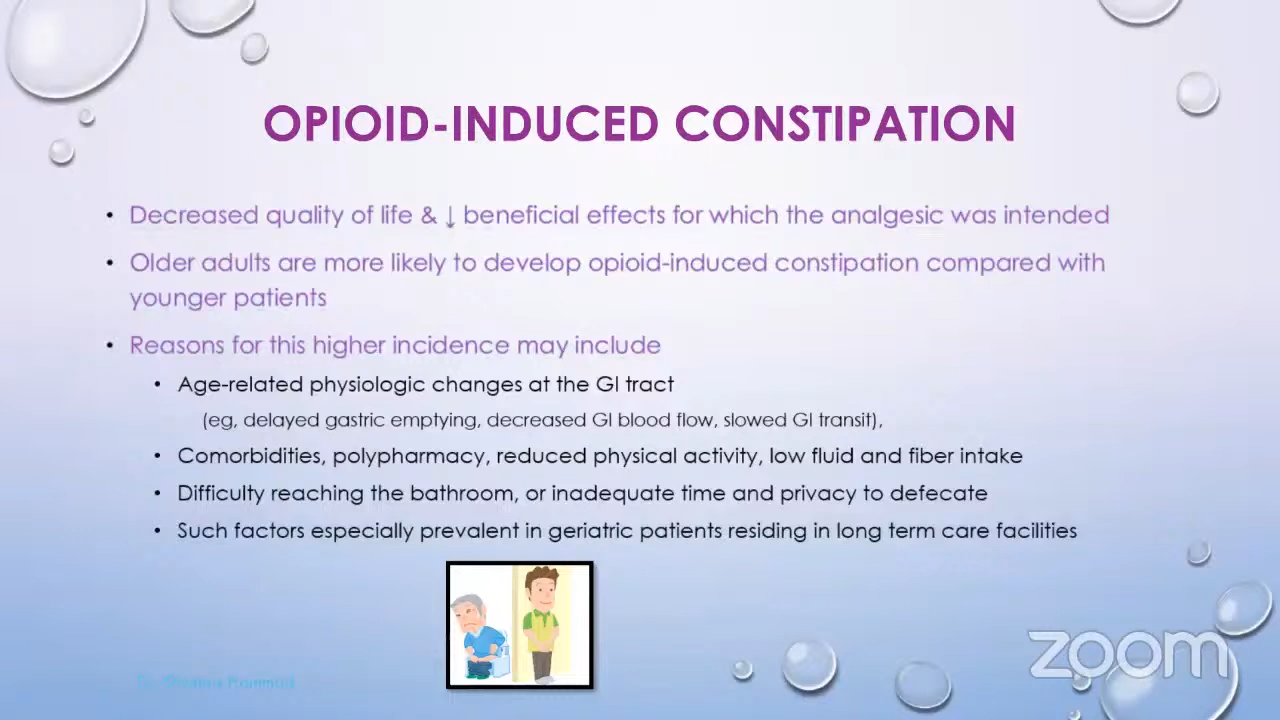 OPIOID-INDUCED CONSTIPATION
• Decreased quality of life & ↓ beneficial effects for which the analgesic was intended
• Older adults are more likely to develop opioid-induced constipation compared with
younger patients
• Reasons for this higher incidence may include
• Age-related physiologic changes at the GI tract
(eg, delayed gastric emptying, decreased GI blood flow, slowed GI transit),
• Comorbidities, polypharmacy, reduced physical activity, low fluid and fiber intake
• Difficulty reaching the bathroom, or inadequate time and privacy to defecate
• Such factors especially prevalent in geriatric patients residing in long term care facilities
zoom